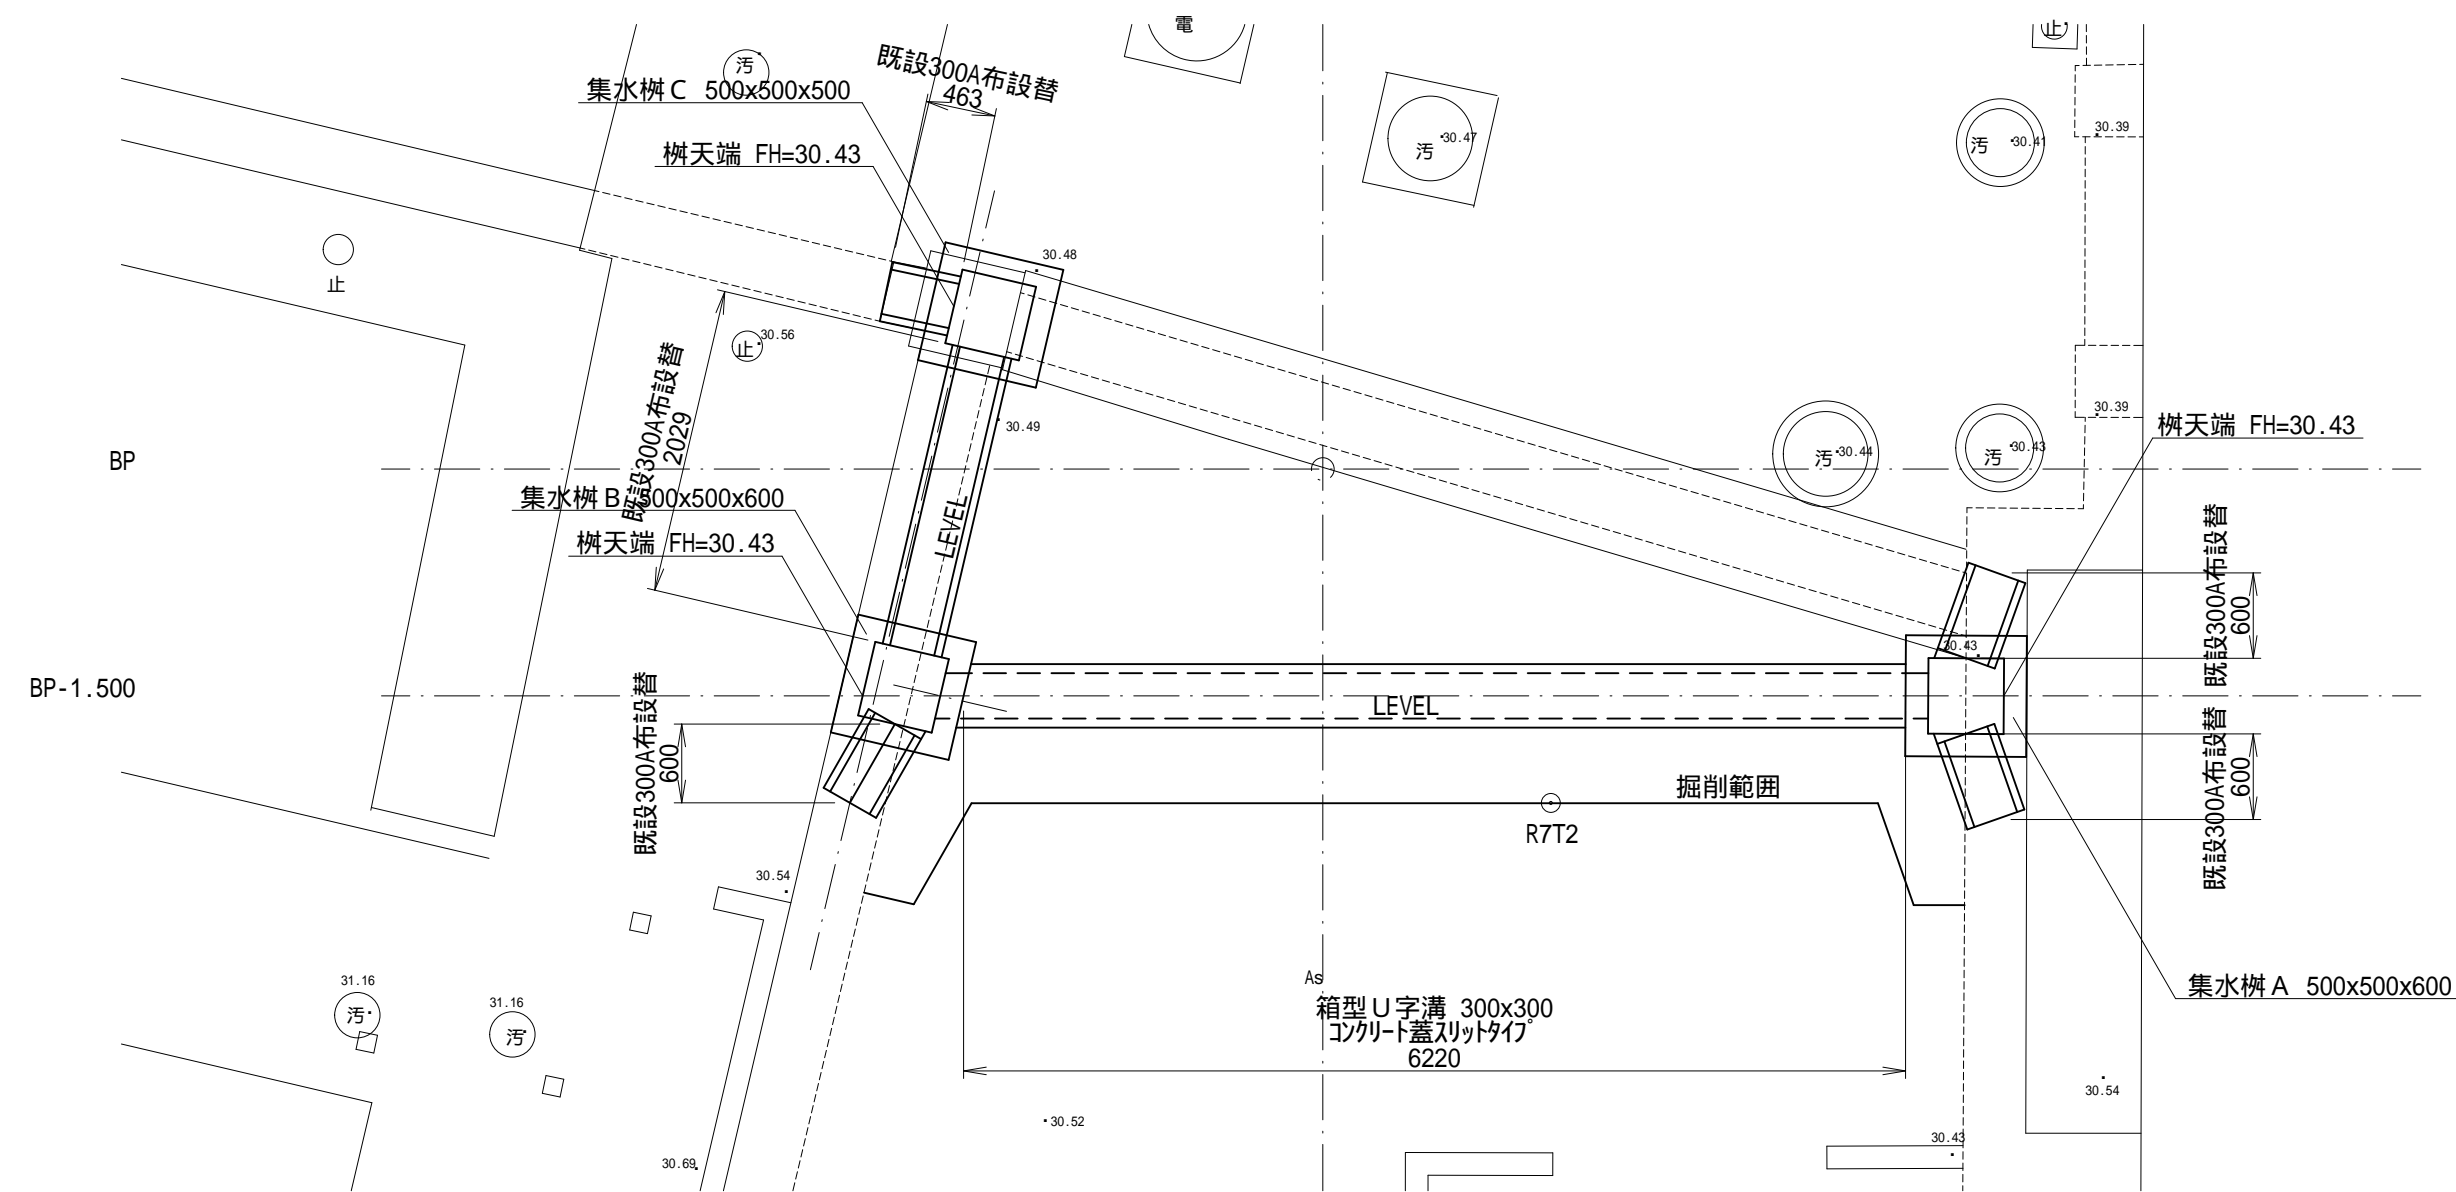 電
止
汚
既設300A布設替
463
集水桝Ｃ 500x500x500
桝天端 FH=30.43
汚
30.47
汚
30.41
30.39
止
30.48
止
30.56
既設300A布設替
2029
30.49
30.39
汚
30.44
汚
30.43
桝天端 FH=30.43
BP
集水桝Ｂ 500x500x600
LEVEL
桝天端 FH=30.43
既設300A布設替
600
30.43
BP-1.500
LEVEL
既設300A布設替
600
既設300A布設替
600
掘削範囲
R7T2
30.54
31.16
汚
31.16
汚
As
箱型Ｕ字溝 300x300
ｺﾝｸﾘｰﾄ蓋ｽﾘｯﾄﾀｲﾌﾟ
6220
集水桝Ａ 500x500x600
30.54
30.52
30.43
30.69